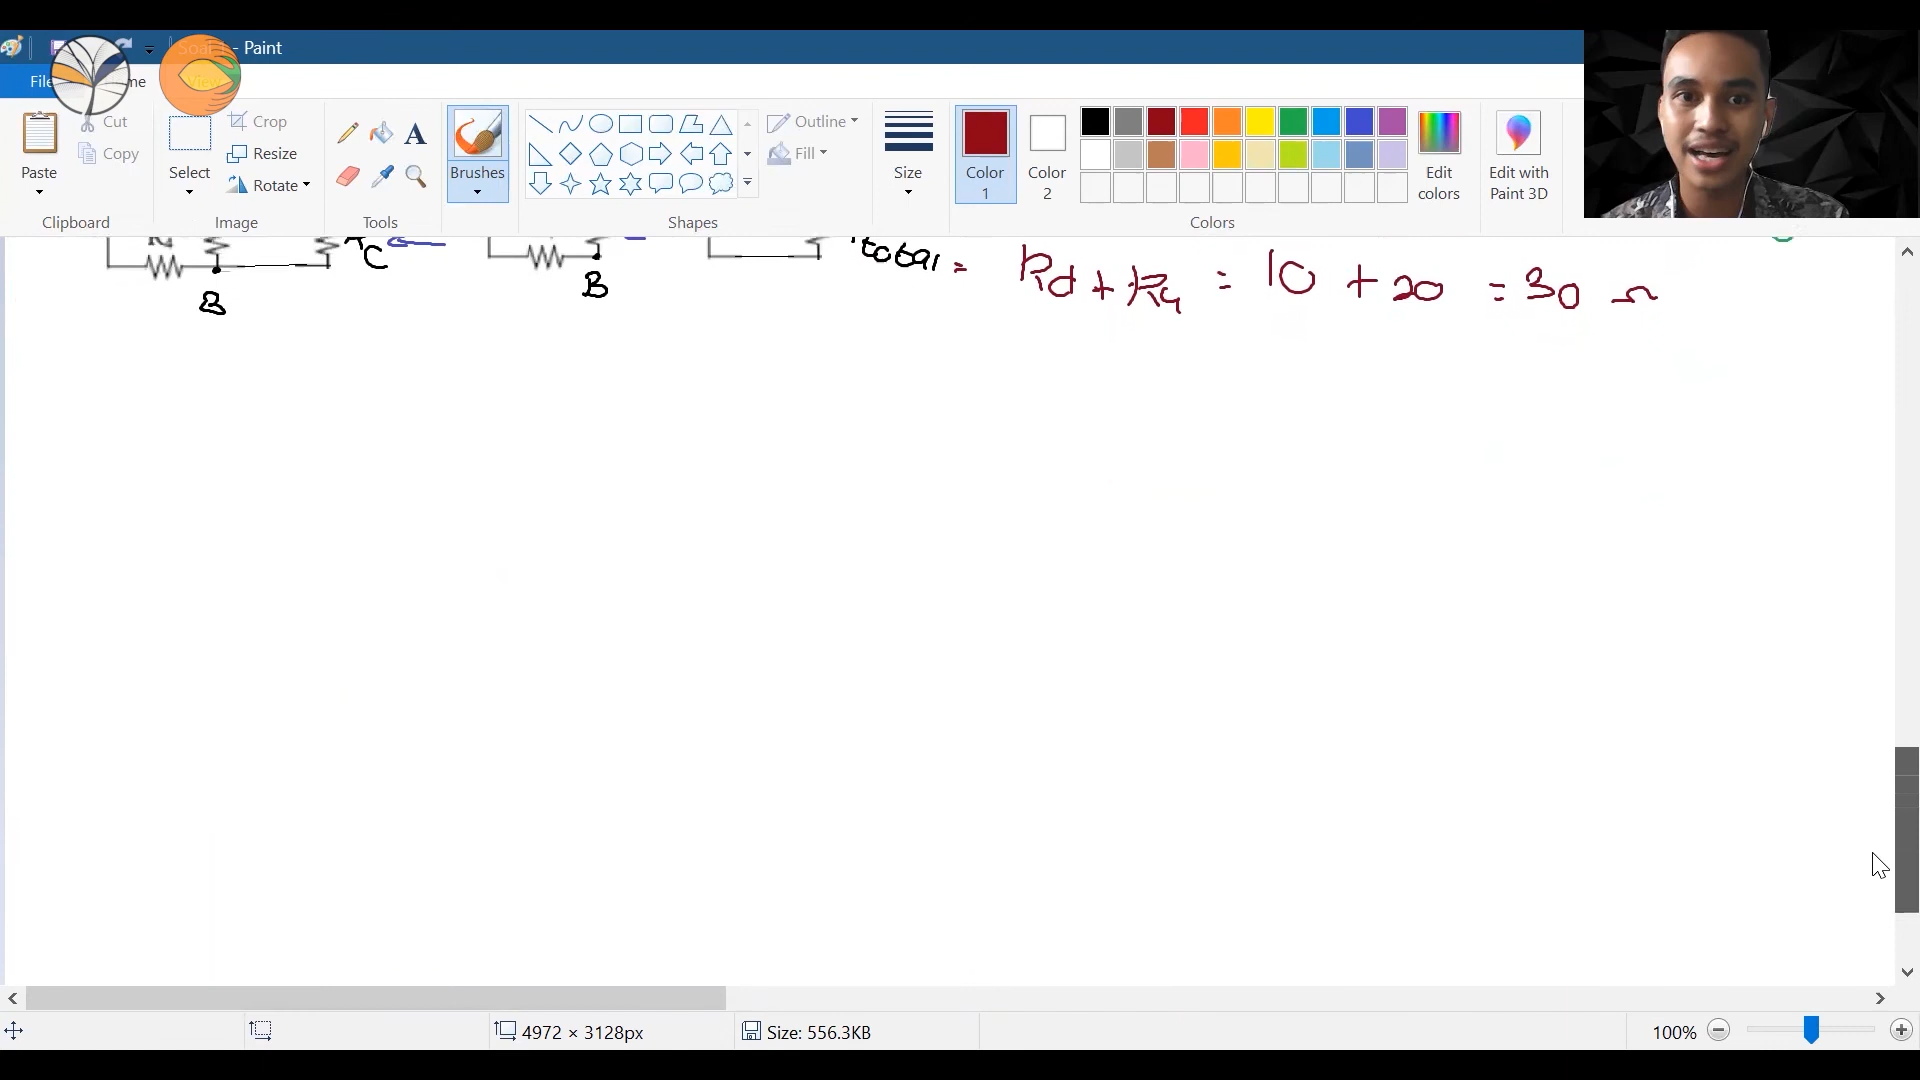 - Paint
File
View
Paste
Cut
Copy
Clipboard
Select
Crop
Resize
Rotate
Image
Tools
Brushes
Shapes
Outline
Fill
Size
Color
1
Color
2
Edit
colors
Colors
Edit with
Paint 3D
C
B
B
total = Rd + R4 = 10 + 20 = 30 Ω
4972 × 3128px
Size: 556.3KB
100%